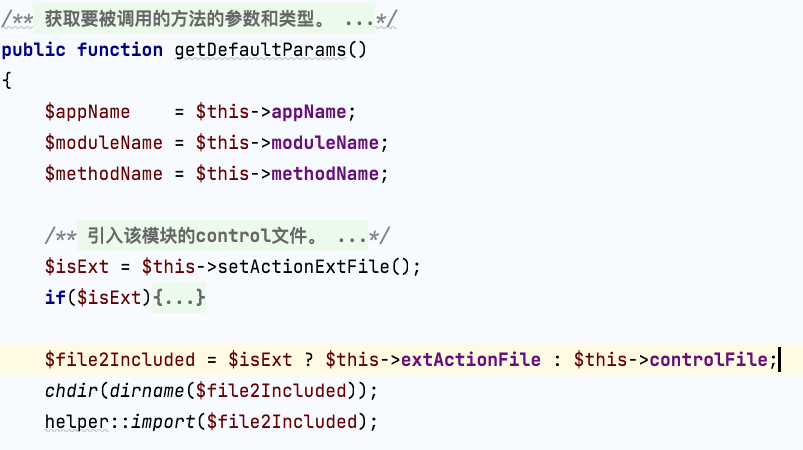 /** 获取要被调用的方法的参数和类型。 ...*/
public function getDefaultParams()
{
    $appName    = $this->appName;
    $moduleName = $this->moduleName;
    $methodName = $this->methodName;

    /** 引入该模块的control文件。 ...*/
    $isExt = $this->setActionExtFile();
    if($isExt){...}

    $file2Included = $isExt ? $this->extActionFile : $this->controlFile;
    chdir(dirname($file2Included));
    helper::import($file2Included);